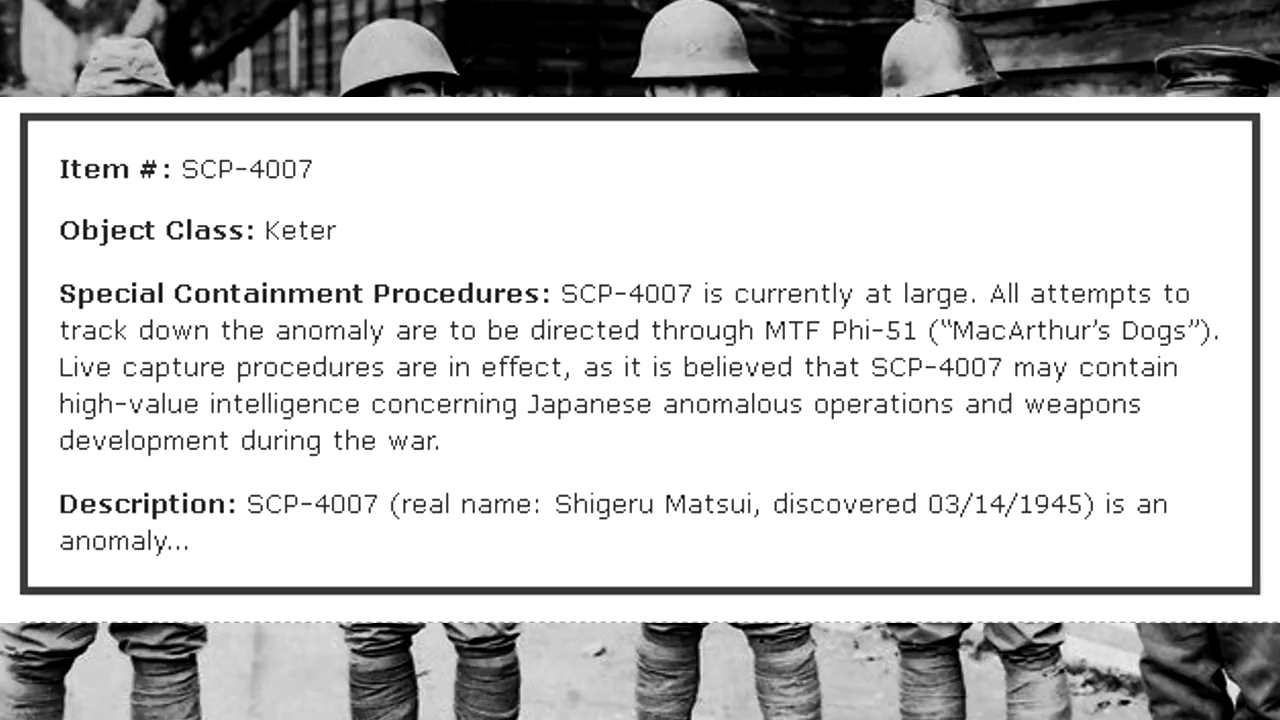 Item #: SCP-4007
Object Class: Keter
Special Containment Procedures: SCP-4007 is currently at large. All attempts to
track down the anomaly are to be directed through MTF Phi-51 (“MacArthur’s Dogs”).
Live capture procedures are in effect, as it is believed that SCP-4007 may contain
high-value intelligence concerning Japanese anomalous operations and weapons
development during the war.
Description: SCP-4007 (real name: Shigeru Matsui, discovered 03/14/1945) is an
anomaly...